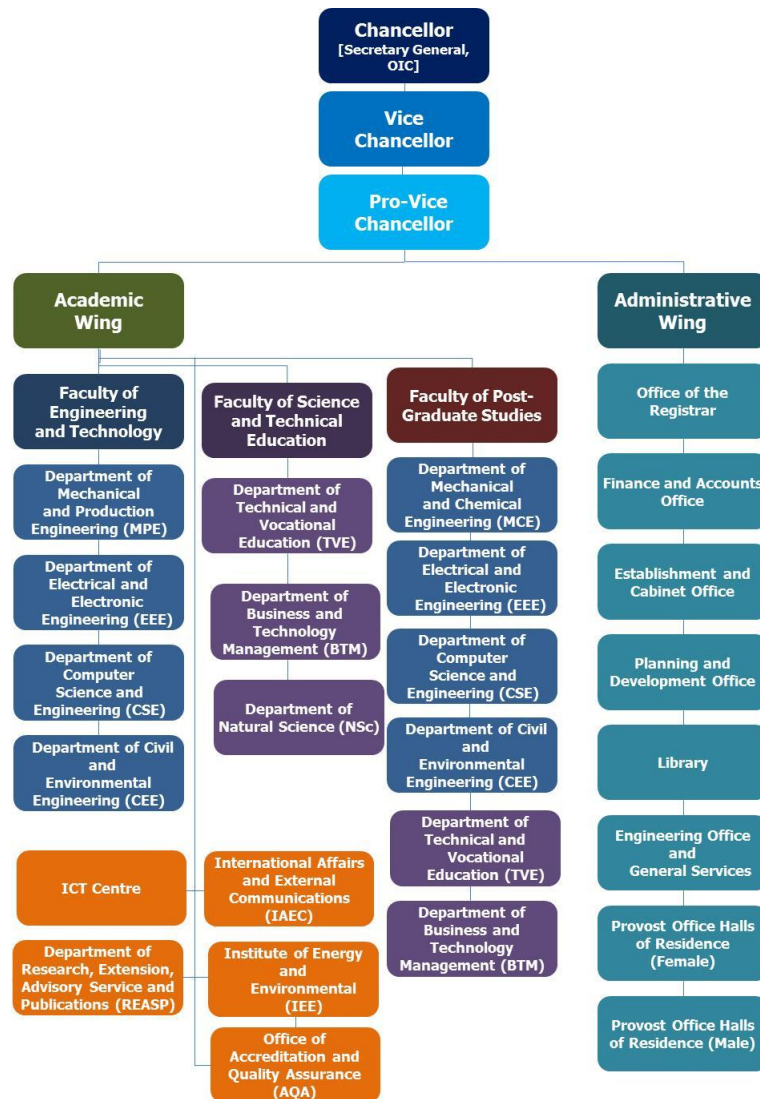 Chancellor
[Secretary General,
OIC]
Vice
Chancellor
Pro-Vice
Chancellor
Academic
Wing
Administrative
Wing
Faculty of
Engineering
and Technology
Department of
Mechanical
and Production
Engineering (MPE)
Department of
Electrical and
Electronic
Engineering (EEE)
Department of
Computer
Science and
Engineering (CSE)
Department of Civil
and
Environmental
Engineering (CEE)
Faculty of Science
and Technical
Education
Department of
Technical and
Vocational
Education (TVE)
Department of
Business and
Technology
Management (BTM)
Department of
Natural Science (NSc)
Faculty of Post-
Graduate Studies
Department of
Mechanical
and Chemical
Engineering (MCE)
Department of
Electrical and
Electronic
Engineering (EEE)
Department of
Computer
Science and
Engineering (CSE)
Department of Civil
and
Environmental
Engineering (CEE)
Department of
Technical and
Vocational
Education (TVE)
Department of
Business and
Technology
Management (BTM)
ICT Centre
International Affairs
and External
Communications
(IAEC)
Department of
Research, Extension,
Advisory Service and
Publications (REASP)
Institute of Energy
and
Environmental
(IEE)
Office of
Accreditation and
Quality Assurance
(AQA)
Office of the
Registrar
Finance and Accounts
Office
Establishment and
Cabinet Office
Planning and
Development Office
Library
Engineering Office
and
General Services
Provost Office Halls
of Residence
(Female)
Provost Office Halls
of Residence (Male)